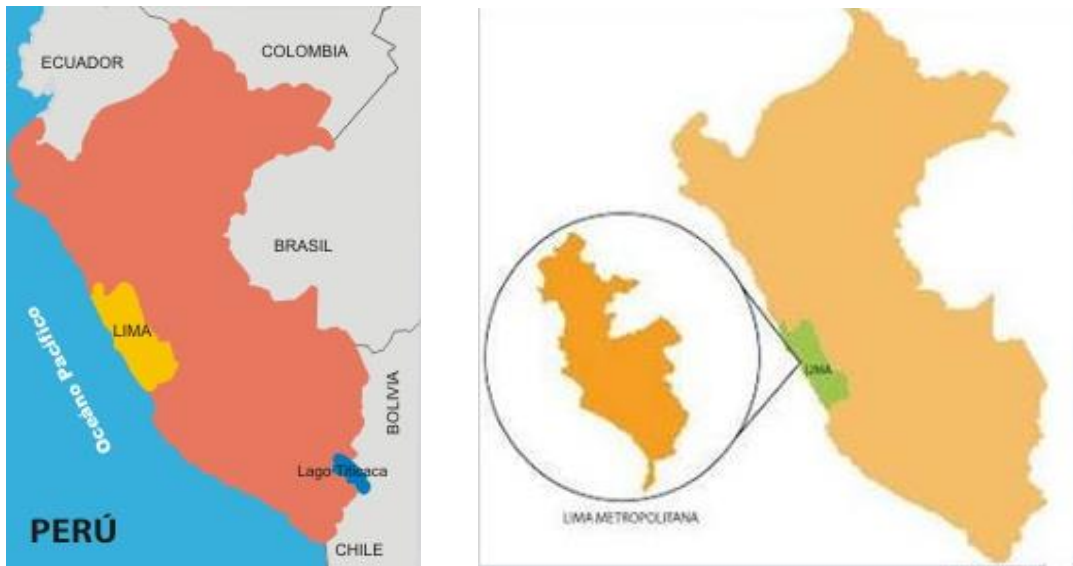 ECUADOR
COLOMBIA
BRASIL
LIMA
Océano Pacífico
BOLIVIA
Lago Titicaca
PERÚ
CHILE
LIMA
LIMA METROPOLITANA